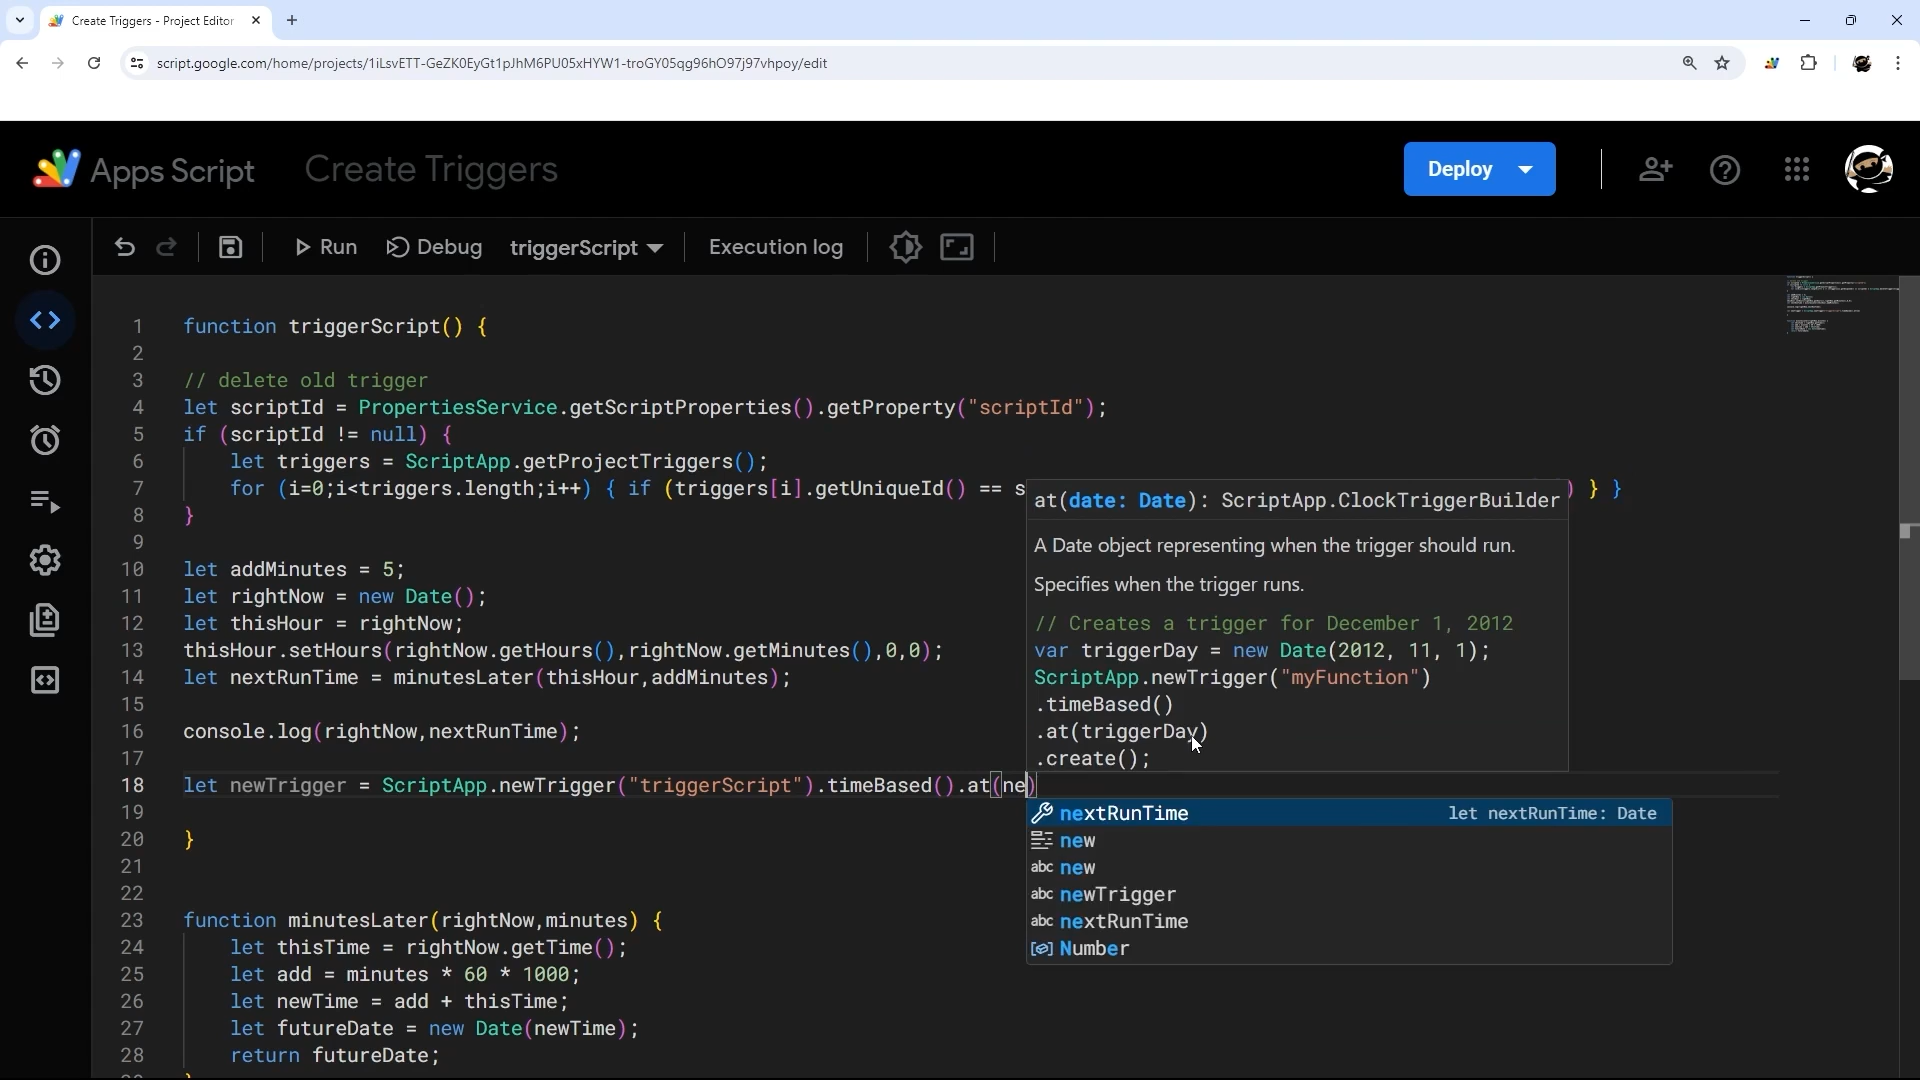 Create Triggers - Project Editor
script.google.com/home/projects/1iLsvETT-GeZK0EyGt1pJhM6PU05xHYW1-troGY05qg96hO97j97vhpoy/edit
Apps Script Create Triggers Deploy
Run Debug triggerScript Execution log
1 function triggerScript() {
2
3 // delete old trigger
4 let scriptId = PropertiesService.getScriptProperties().getProperty("scriptId");
5 if (scriptId != null) {
6 let triggers = ScriptApp.getProjectTriggers();
7 for (i=0;i<triggers.length;i++) { if (triggers[i].getUniqueId() == s ) } }
8 }
9
10 let addMinutes = 5;
11 let rightNow = new Date();
12 let thisHour = rightNow;
13 thisHour.setHours(rightNow.getHours(),rightNow.getMinutes(),0,0);
14 let nextRunTime = minutesLater(thisHour,addMinutes);
15
16 console.log(rightNow,nextRunTime);
17
18 let newTrigger = ScriptApp.newTrigger("triggerScript").timeBased().at(ne)
19
20 }
21
22
23 function minutesLater(rightNow,minutes) {
24 let thisTime = rightNow.getTime();
25 let add = minutes * 60 * 1000;
26 let newTime = add + thisTime;
27 let futureDate = new Date(newTime);
28 return futureDate;
at(date: Date): ScriptApp.ClockTriggerBuilder
A Date object representing when the trigger should run.
Specifies when the trigger runs.
// Creates a trigger for December 1, 2012
var triggerDay = new Date(2012, 11, 1);
ScriptApp.newTrigger("myFunction")
.timeBased()
.at(triggerDay)
.create();
nextRunTime let nextRunTime: Date
new
abc new
abc newTrigger
abc nextRunTime
Number